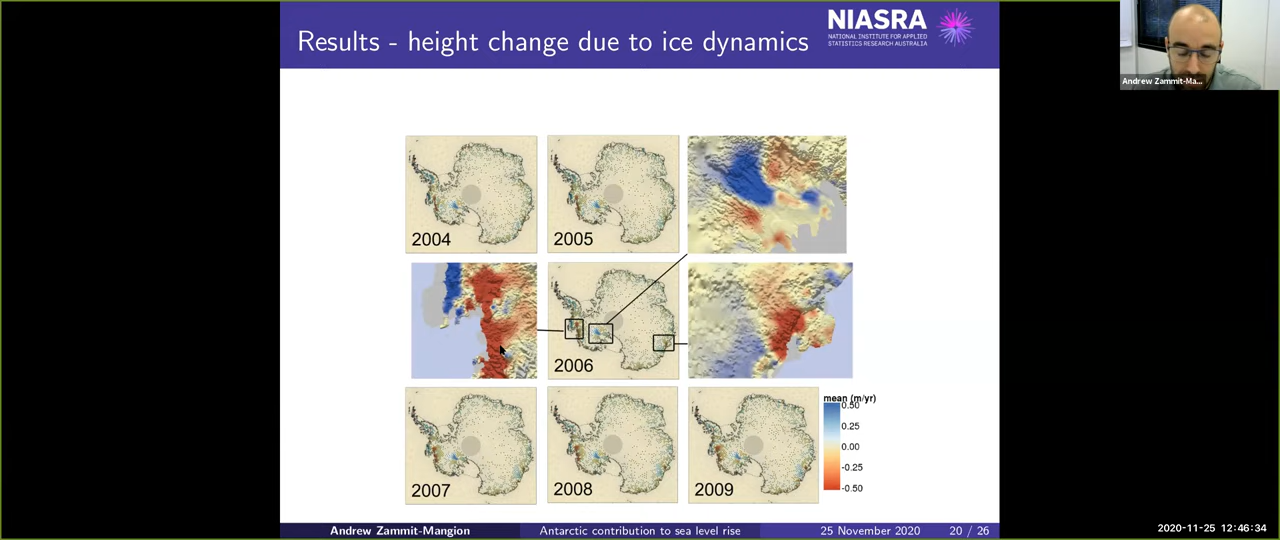 Results - height change due to ice dynamics
NIASRA
NATIONAL INSTITUTE FOR APPLIED
STATISTICS RESEARCH AUSTRALIA
Andrew Zammit-Ma...
2004
2005
2006
2007
2008
2009
mean (m/yr)
0.50
0.25
0.00
-0.25
-0.50
Andrew Zammit-Mangion
Antarctic contribution to sea level rise
25 November 2020
20 / 26
2020-11-25 12:46:34